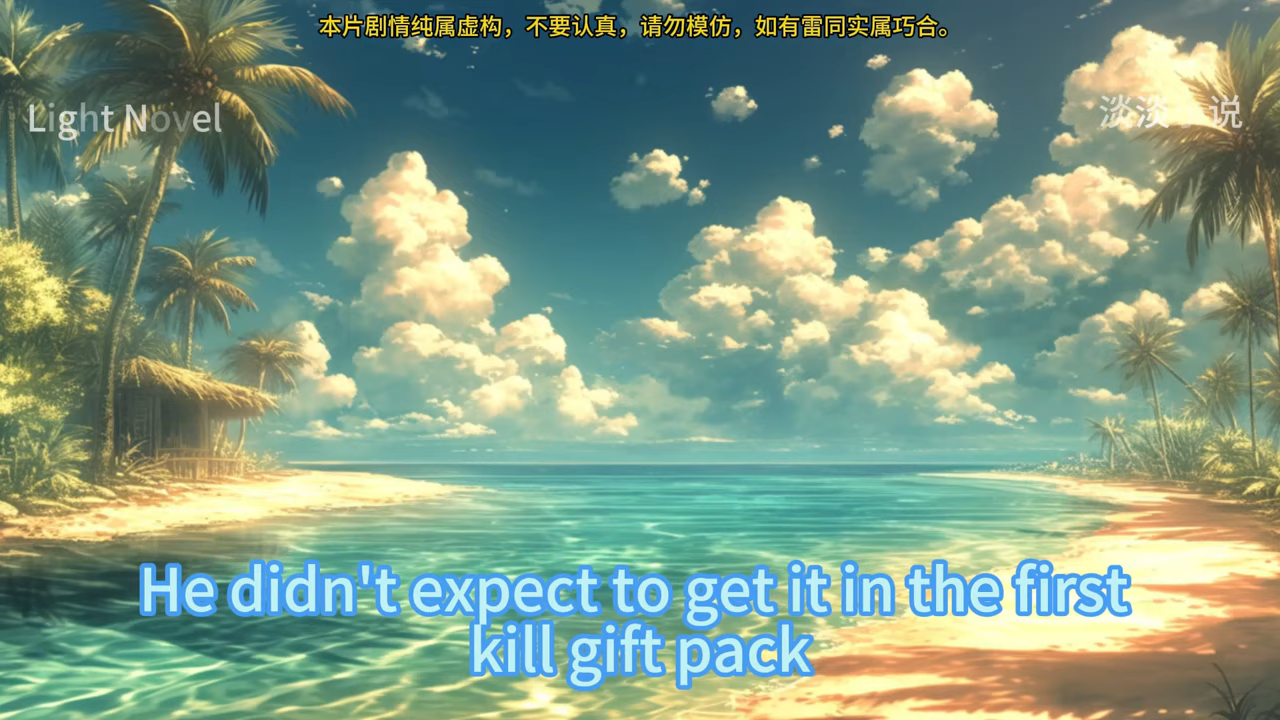 本片剧情纯属虚构，不要认真，请勿模仿，如有雷同实属巧合。
Light Novel
淡淡小说
He didn't expect to get it in the first
kill gift pack